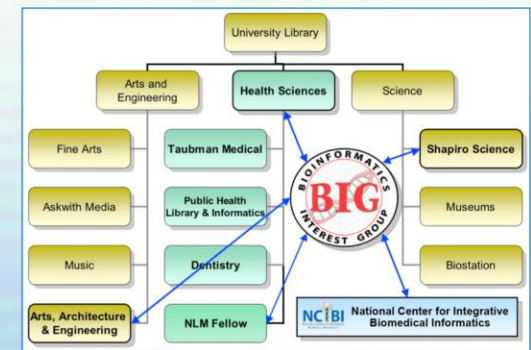 University Library
Arts and
Engineering
Health Sciences
Science
Fine Arts
Taubman Medical
BIOINFORMATICS
BIG
INTEREST GROUP
Shapiro Science
Askwith Media
Public Health
Library & Informatics
Museums
Music
Dentistry
Biostation
Arts, Architecture
& Engineering
NLM Fellow
NCIBI
National Center for Integrative
Biomedical Informatics